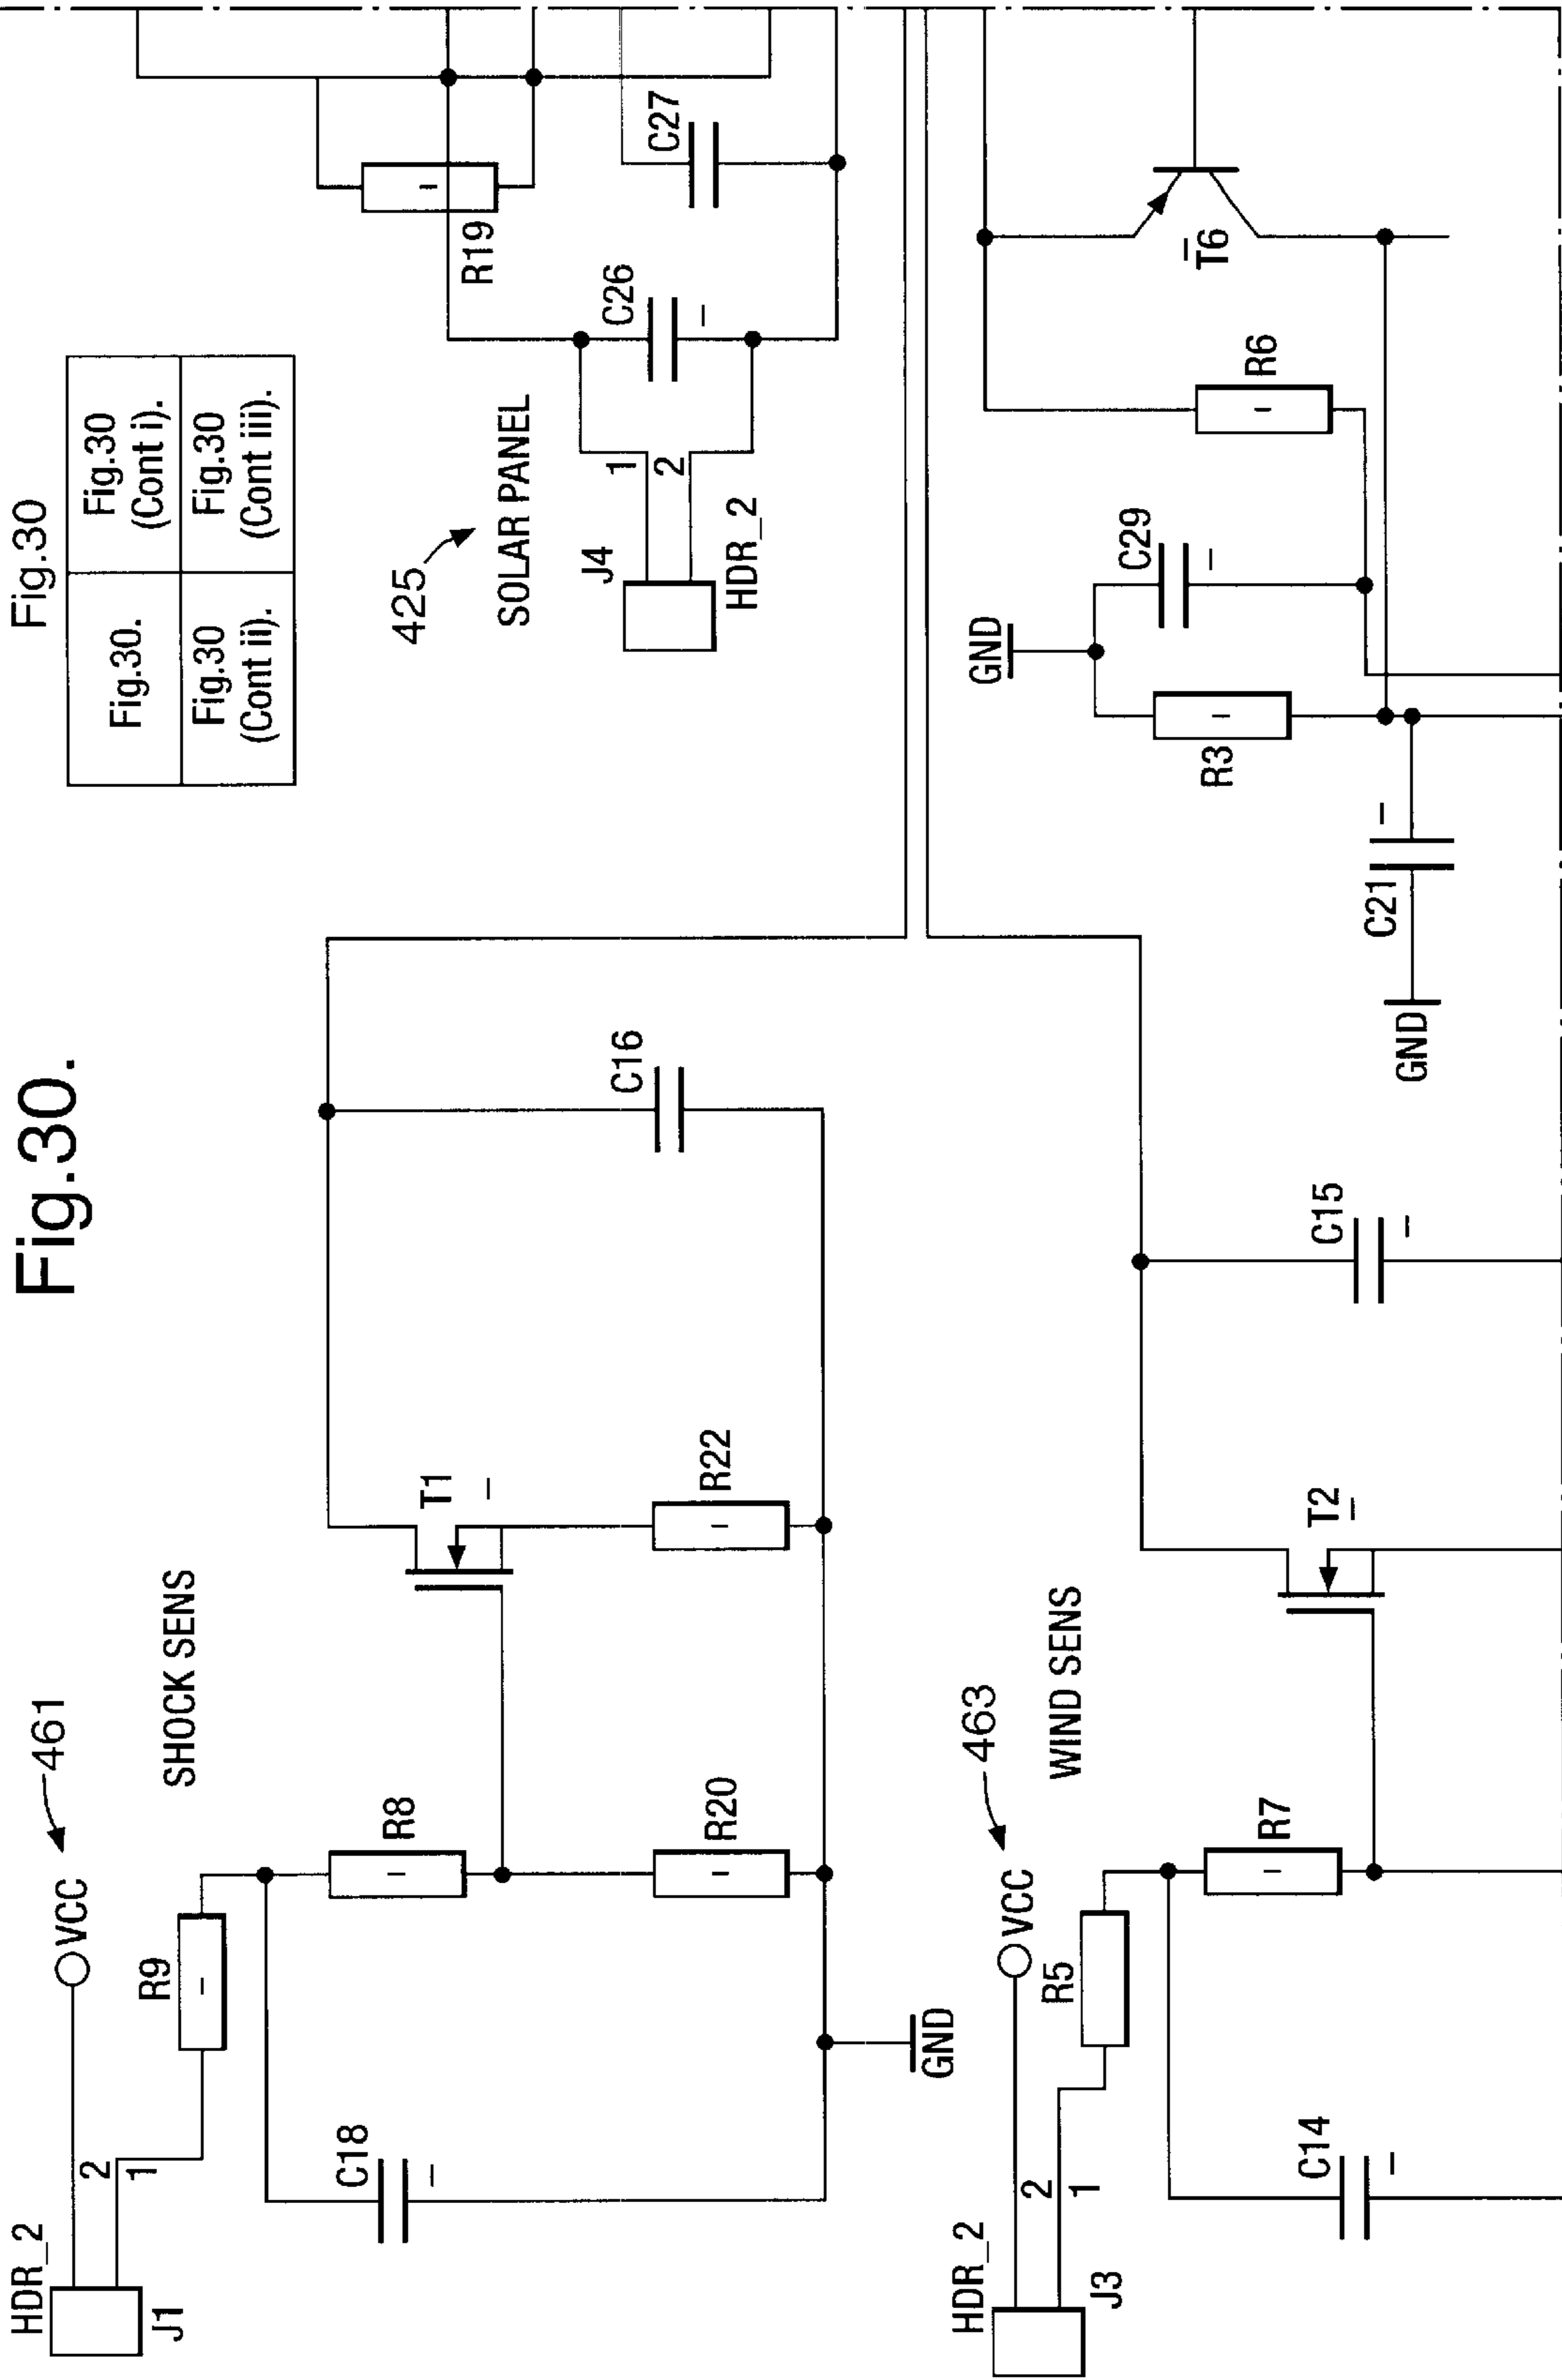 Fig.30.
Fig.30
Fig.30.
Fig.30
(Cont i).
Fig.30
(Cont ii).
Fig.30
(Cont iii).
HDR_2
J1
2
1
VCC
461
R9
SHOCK SENS
C18
R8
R20
T1
R22
C16
GND
425
SOLAR PANEL
J4
HDR_2
1
2
C26
R19
C27
HDR_2
J3
2
1
VCC
463
R5
WIND SENS
C14
R7
T2
C15
GND
C21
R3
GND
C29
R6
T6